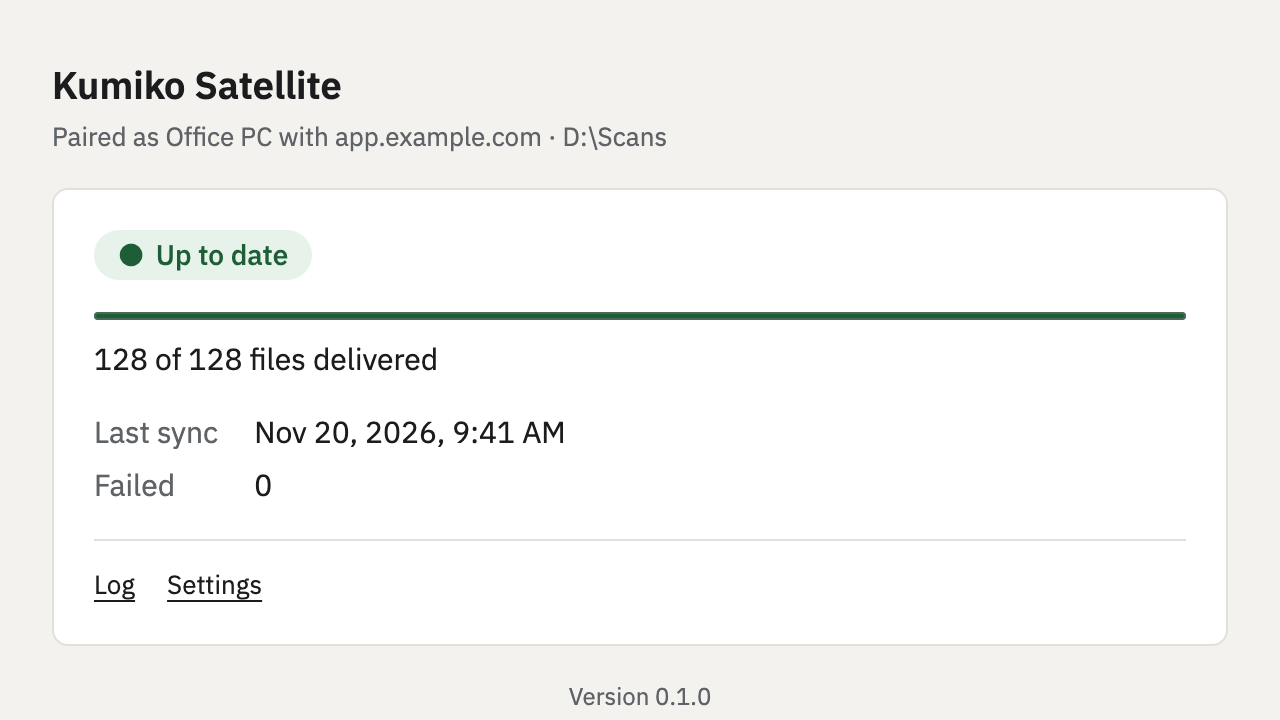 Kumiko Satellite
Paired as Office PC with app.example.com · D:\Scans
Up to date
128 of 128 files delivered
Last sync Nov 20, 2026, 9:41 AM
Failed 0
Log Settings
Version 0.1.0